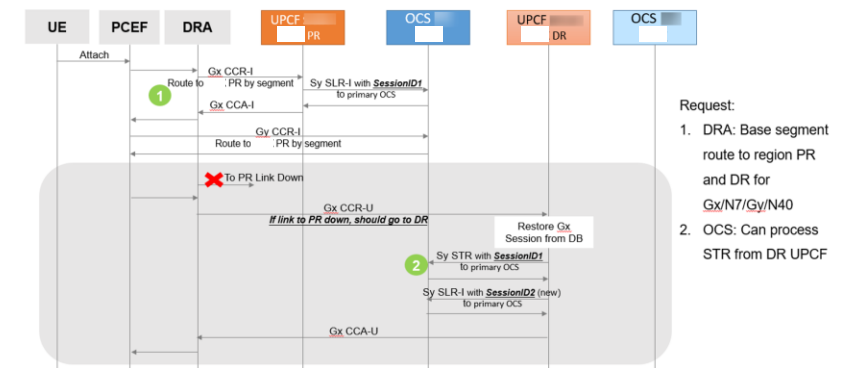 UE
PCEF
DRA
UPCF
PR
OCS
UPCF
DR
OCS
Attach
Gx CCR-I
Route to : PR by segment
1
Sy SLR-I with SessionID1
to primary OCS
Gx CCA-I
Gy CCR-I
Route to : PR by segment
To PR Link Down
Gx CCR-U
If link to PR down, should go to DR
Restore Gx
Session from DB
2
Sy STR with SessionID1
to primary OCS
Sy SLR-I with SessionID2 (new)
to primary OCS
Gx CCA-U
Request:
1. DRA: Base segment
route to region PR
and DR for
Gx/N7/Gy/N40
2. OCS: Can process
STR from DR UPCF